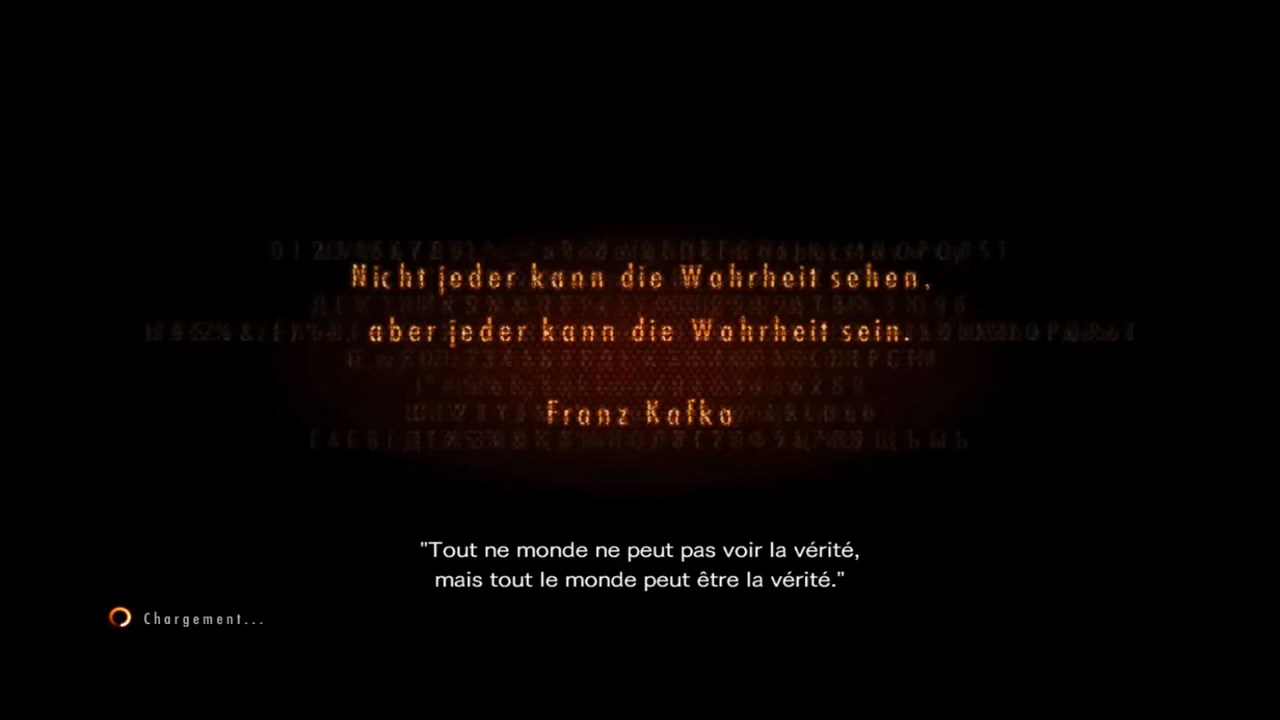 Nicht jeder kann die Wahrheit sehen,
aber jeder kann die Wahrheit sein.
Franz Kafka
"Tout ne monde ne peut pas voir la vérité,
mais tout le monde peut être la vérité."
Chargement...